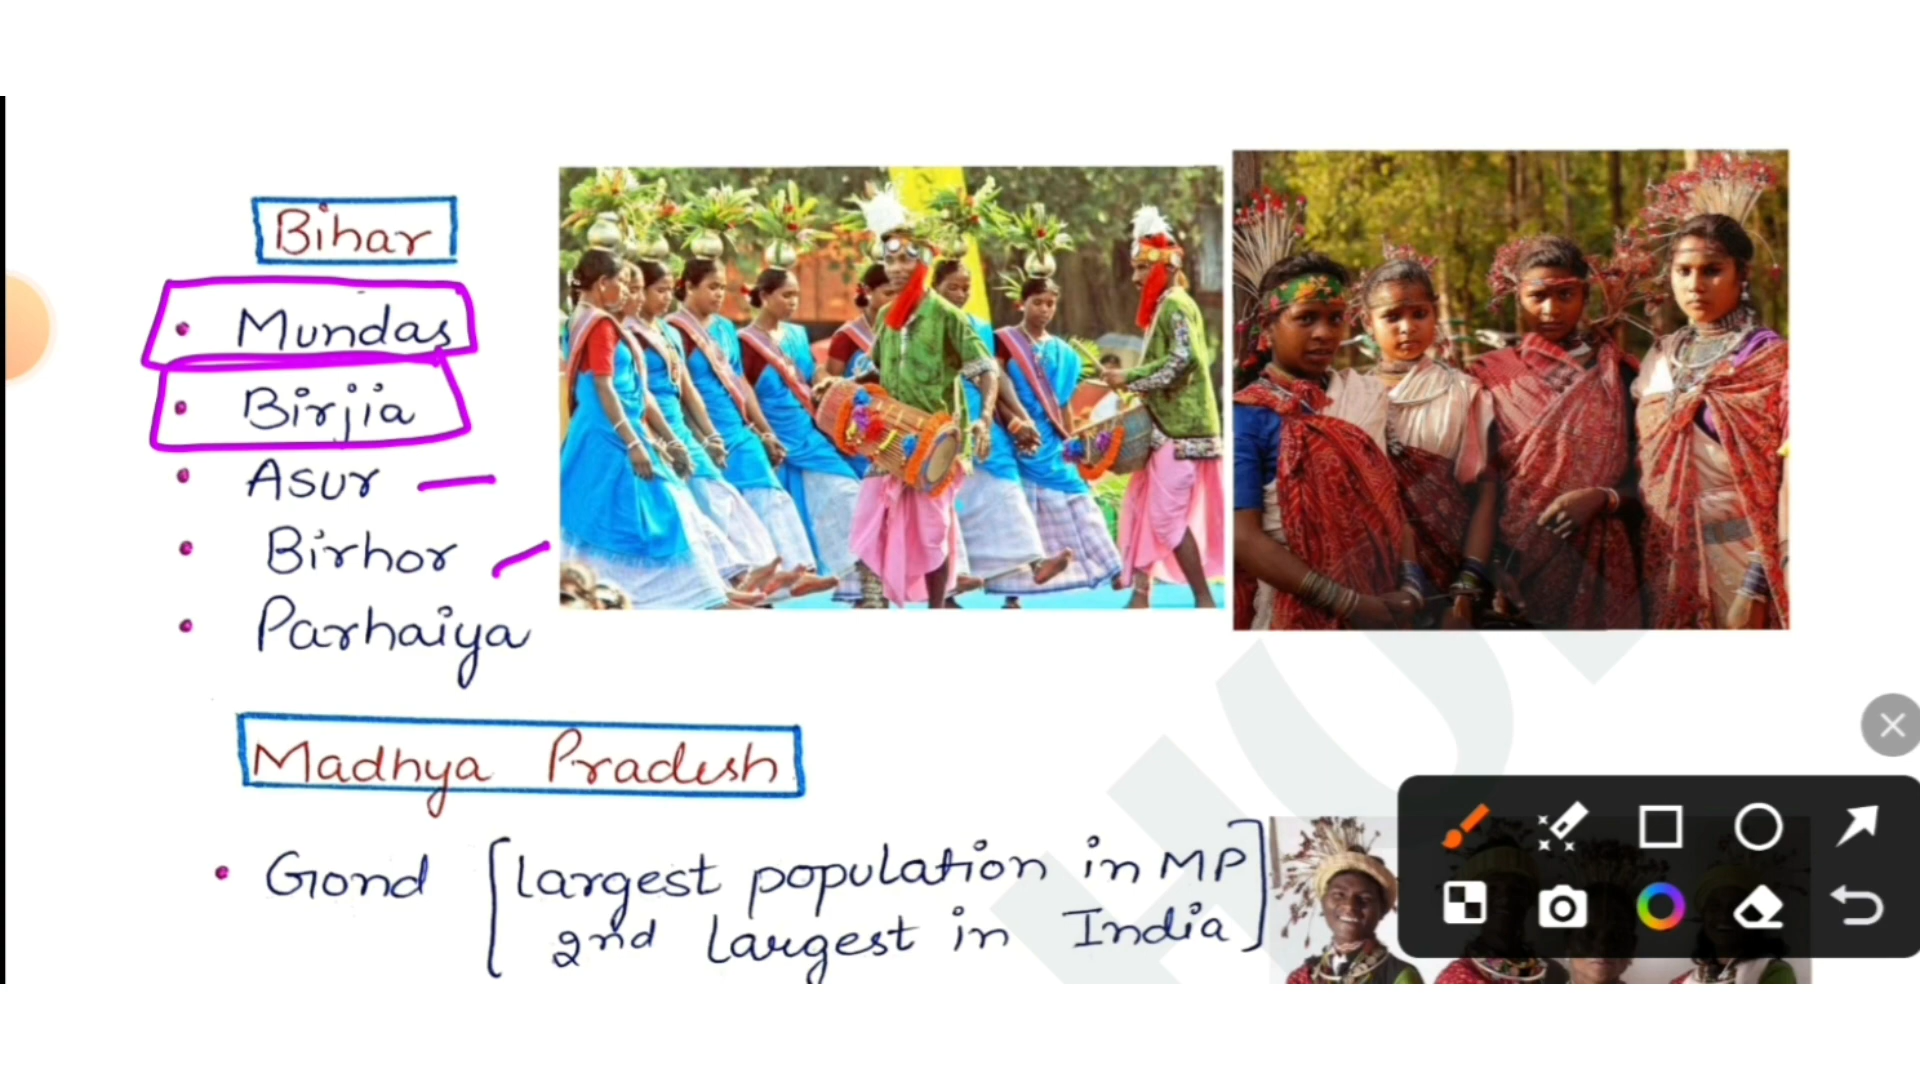 Bihar
• Mundas
• Birjia
• Asur
• Birhor
• Parhaiya
Madhya Pradesh
• Gond [largest population in MP
2nd largest in India]